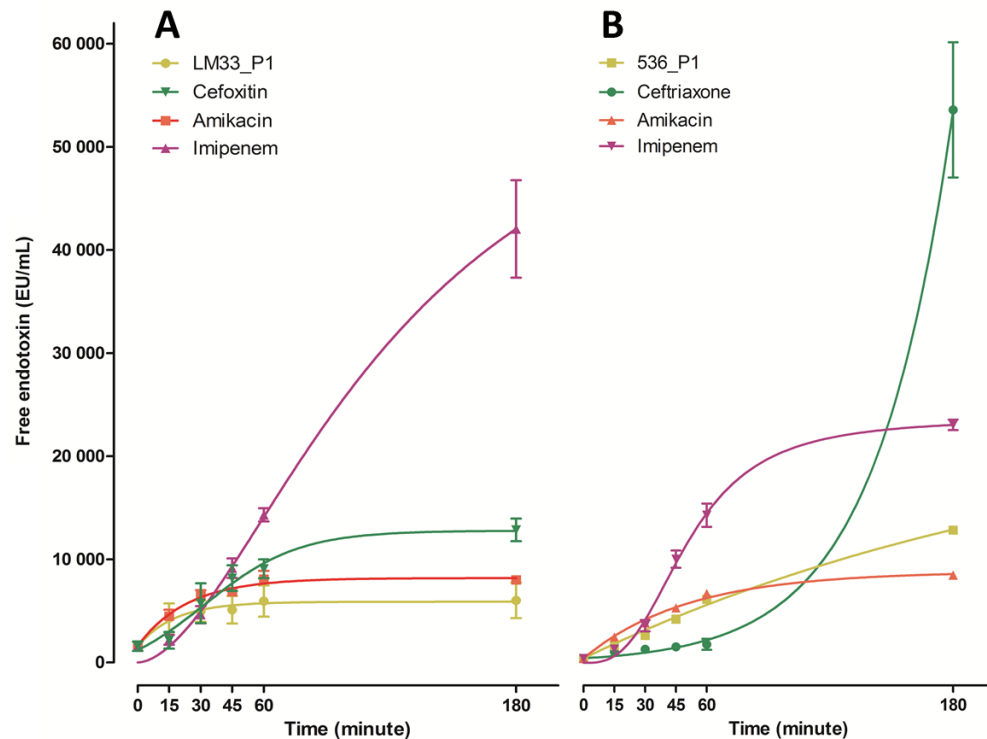 A
LM33_P1
Cefoxitin
Amikacin
Imipenem
B
536_P1
Ceftriaxone
Amikacin
Imipenem
Free endotoxin (EU/mL)
60 000
50 000
40 000
30 000
20 000
10 000
0
0 15 30 45 60 180
Time (minute)
0 15 30 45 60 180
Time (minute)